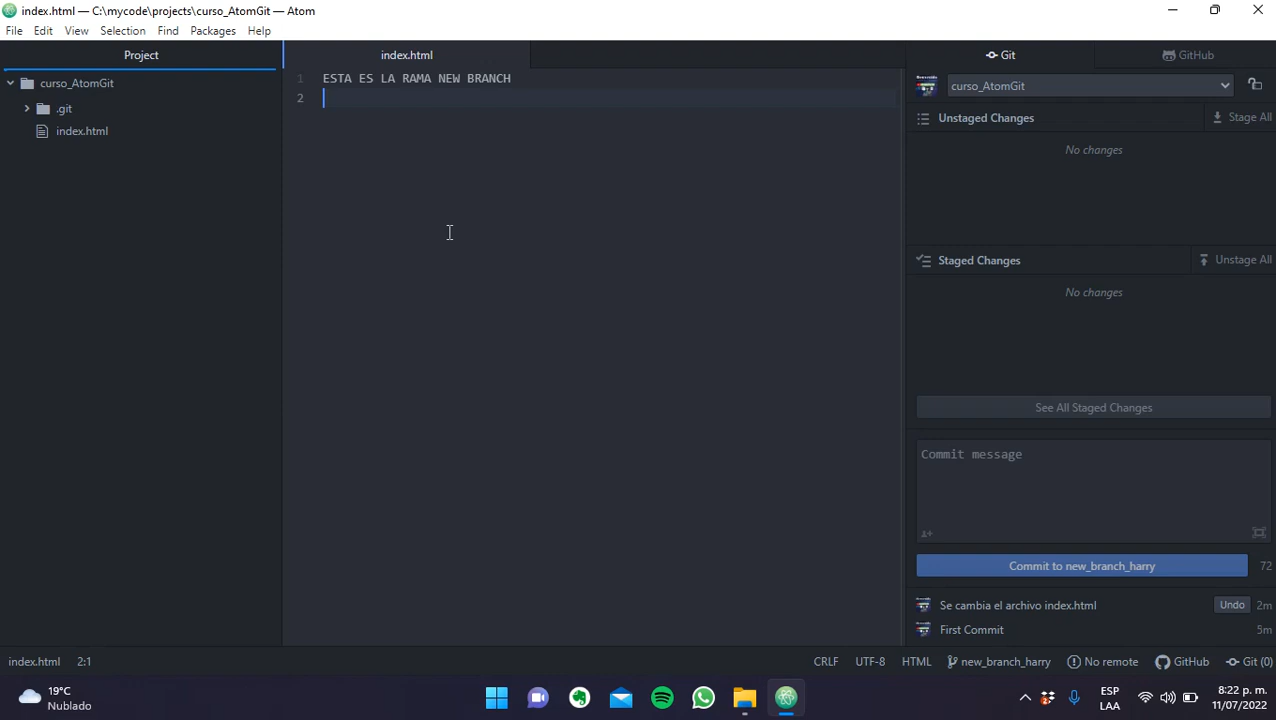 index.html — C:\mycode\projects\curso_AtomGit — Atom
File Edit View Selection Find Packages Help
Project
index.html
Git
GitHub
curso_AtomGit
.git
index.html
1 ESTA ES LA RAMA NEW BRANCH
2
curso_AtomGit
Unstaged Changes
Stage All
No changes
Staged Changes
Unstage All
No changes
See All Staged Changes
Commit message
Commit to new_branch_harry
72
Se cambia el archivo index.html Undo 2m
First Commit 5m
index.html 2:1 CRLF UTF-8 HTML new_branch_harry No remote GitHub Git (0)
19°C
Nublado
ESP
LAA
8:22 p. m.
11/07/2022